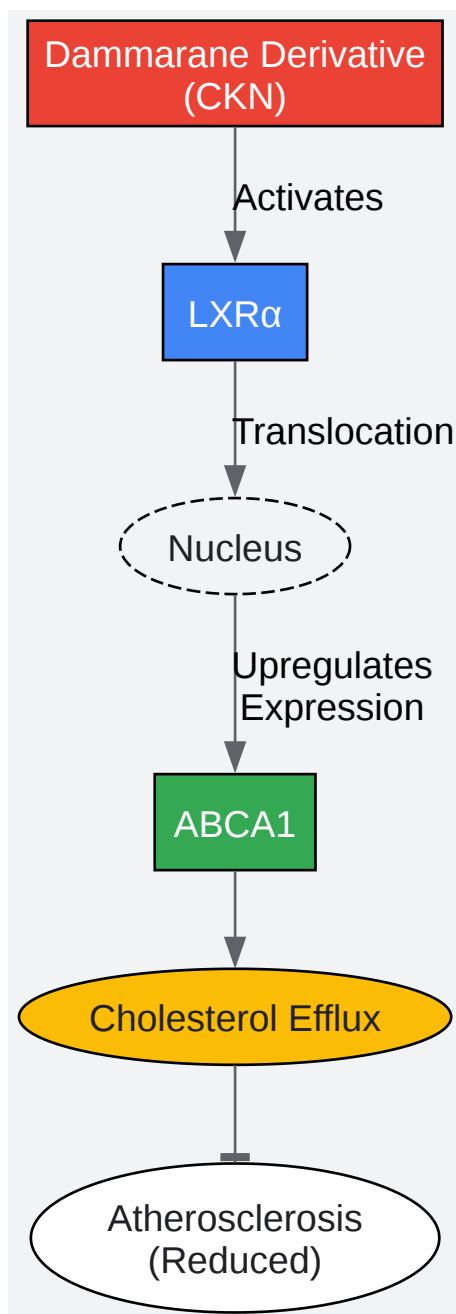 Dammarane Derivative
(CKN)
Activates
LXRα
Translocation
Nucleus
Upregulates
Expression
ABCA1
Cholesterol Efflux
Atherosclerosis
(Reduced)